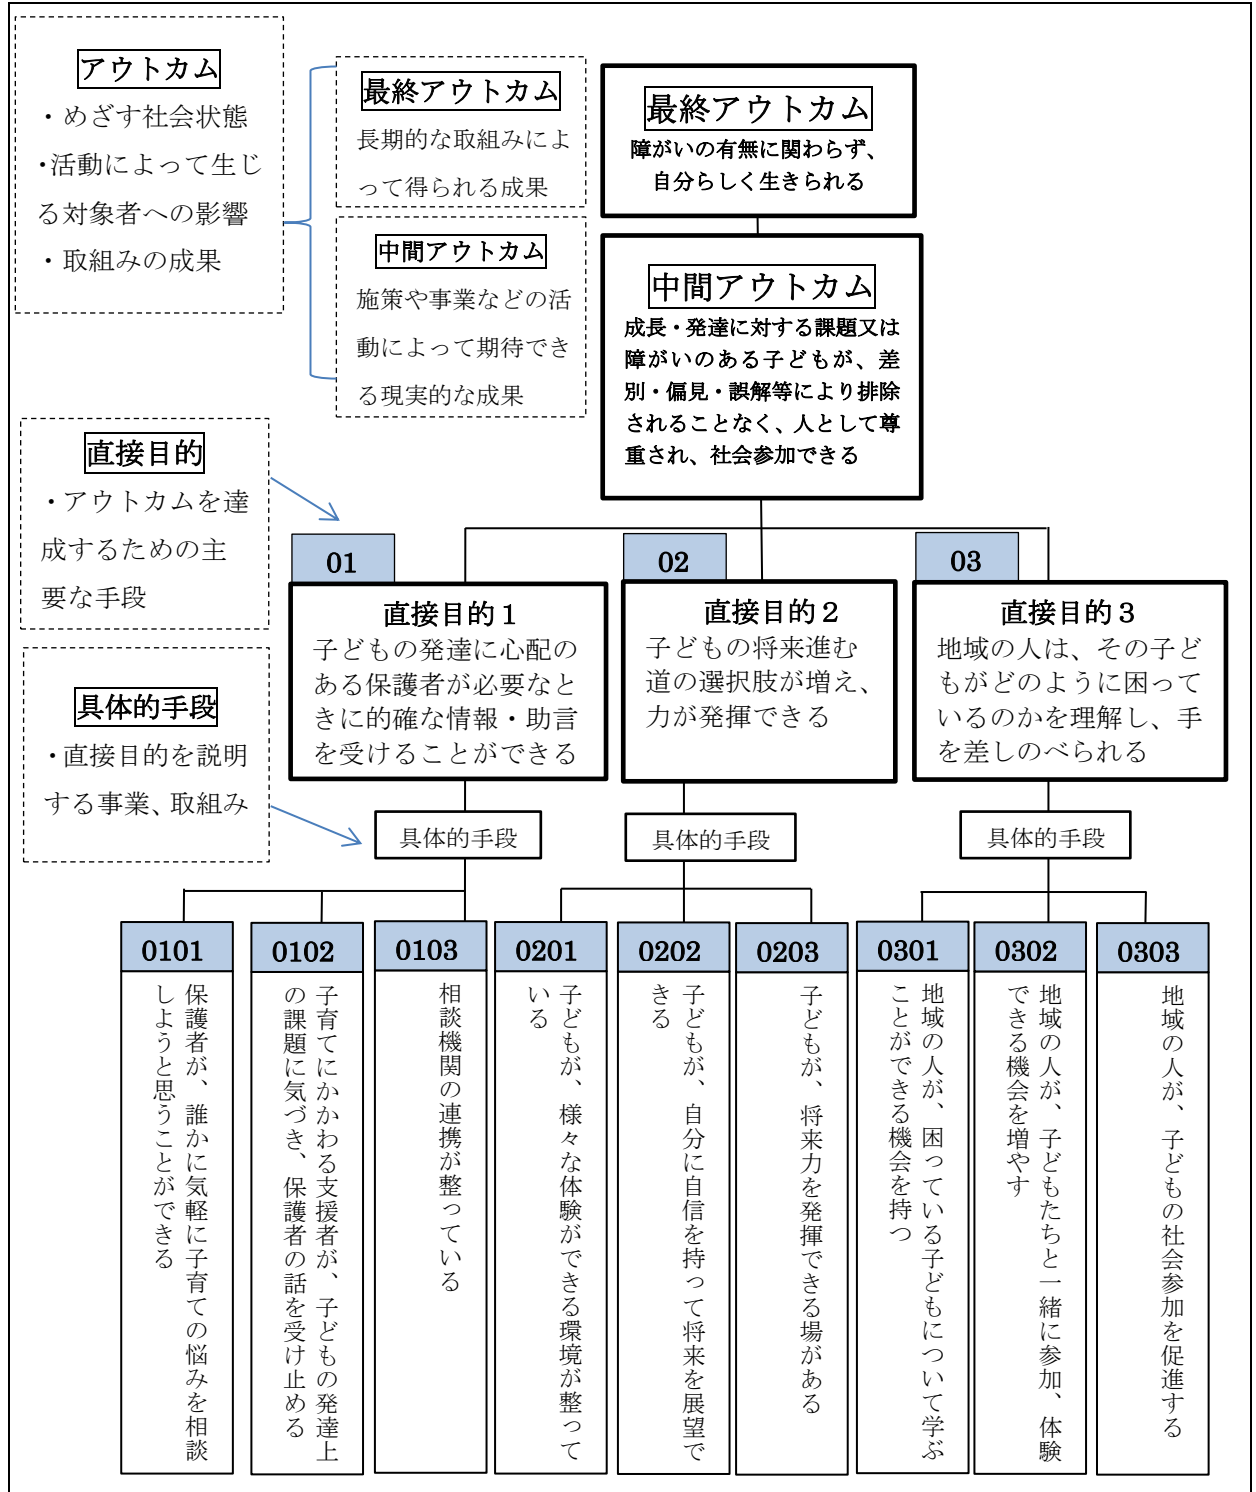 アウトカム
・めざす社会状態
・活動によって生じ
る対象者への影響
・取組みの成果
最終アウトカム
長期的な取組みによ
って得られる成果
中間アウトカム
施策や事業などの活
動によって期待でき
る現実的な成果
最終アウトカム
障がいの有無に関わらず、
自分らしく生きられる
中間アウトカム
成長・発達に対する課題又は
障がいのある子どもが、差
別・偏見・誤解等により排除
されることなく、人として尊
重され、社会参加できる
直接目的
・アウトカムを達
成するための主
要な手段
具体的手段
・直接目的を説明
する事業、取組み
01
直接目的１
子どもの発達に心配の
ある保護者が必要なと
きに的確な情報・助言
を受けることができる
02
直接目的２
子どもの将来進む
道の選択肢が増え、
力が発揮できる
03
直接目的３
地域の人は、その子ど
もがどのように困って
いるのかを理解し、手
を差しのべられる
具体的手段
具体的手段
具体的手段
0101
保護者が、誰かに気軽に子育ての悩みを相談
しようと思うことができる
0102
子育てにかかわる支援者が、子どもの発達上
の課題に気づき、保護者の話を受け止める
0103
相談機関の連携が整っている
0201
子どもが、様々な体験ができる環境が整って
いる
0202
子どもが、自分に自信を持って将来を展望で
きる
0203
子どもが、将来力を発揮できる場がある
0301
地域の人が、困っている子どもについて学ぶ
ことができる機会を持つ
0302
地域の人が、子どもたちと一緒に参加、体験
できる機会を増やす
0303
地域の人が、子どもの社会参加を促進する